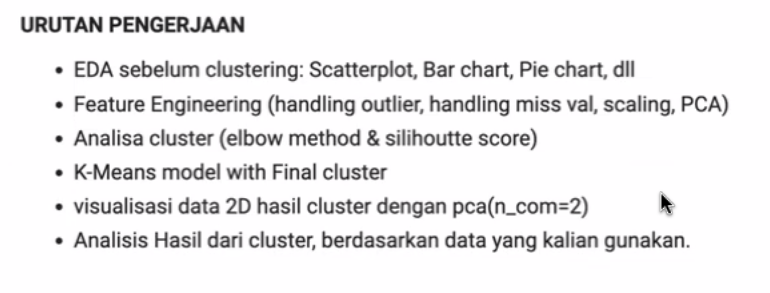 URUTAN PENGERJAAN
• EDA sebelum clustering: Scatterplot, Bar chart, Pie chart, dll
• Feature Engineering (handling outlier, handling miss val, scaling, PCA)
• Analisa cluster (elbow method & silihoutte score)
• K-Means model with Final cluster
• visualisasi data 2D hasil cluster dengan pca(n_com=2)
• Analisis Hasil dari cluster, berdasarkan data yang kalian gunakan.